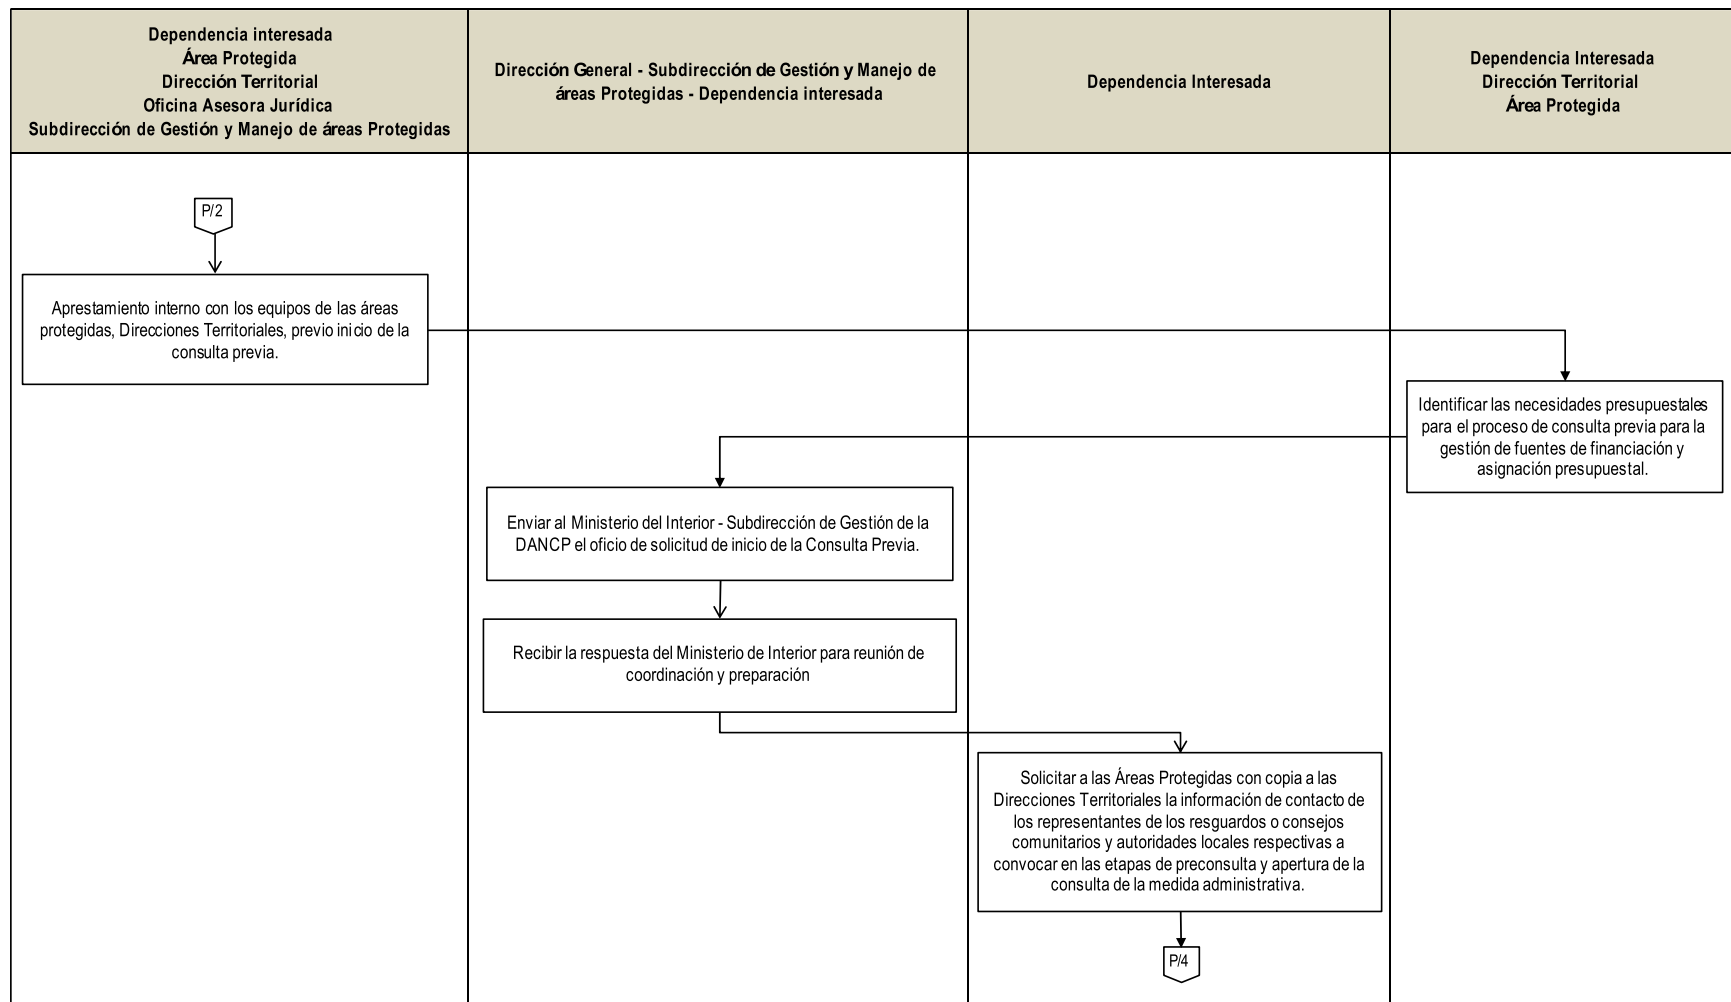 Dependencia interesada
Área Protegida
Dirección Territorial
Oficina Asesora Jurídica
Subdirección de Gestión y Manejo de áreas Protegidas
Dirección General - Subdirección de Gestión y Manejo de
áreas Protegidas - Dependencia interesada
Dependencia Interesada
Dependencia Interesada
Dirección Territorial
Área Protegida
P/2
Aprestamiento interno con los equipos de las áreas
protegidas, Direcciones Territoriales, previo inicio de la
consulta previa.
Identificar las necesidades presupuestales
para el proceso de consulta previa para la
gestión de fuentes de financiación y
asignación presupuestal.
Enviar al Ministerio del Interior - Subdirección de Gestión de la
DANCP el oficio de solicitud de inicio de la Consulta Previa.
Recibir la respuesta del Ministerio de Interior para reunión de
coordinación y preparación
Solicitar a las Áreas Protegidas con copia a las
Direcciones Territoriales la información de contacto de
los representantes de los resguardos o consejos
comunitarios y autoridades locales respectivas a
convocar en las etapas de preconsulta y apertura de la
consulta de la medida administrativa.
P/4